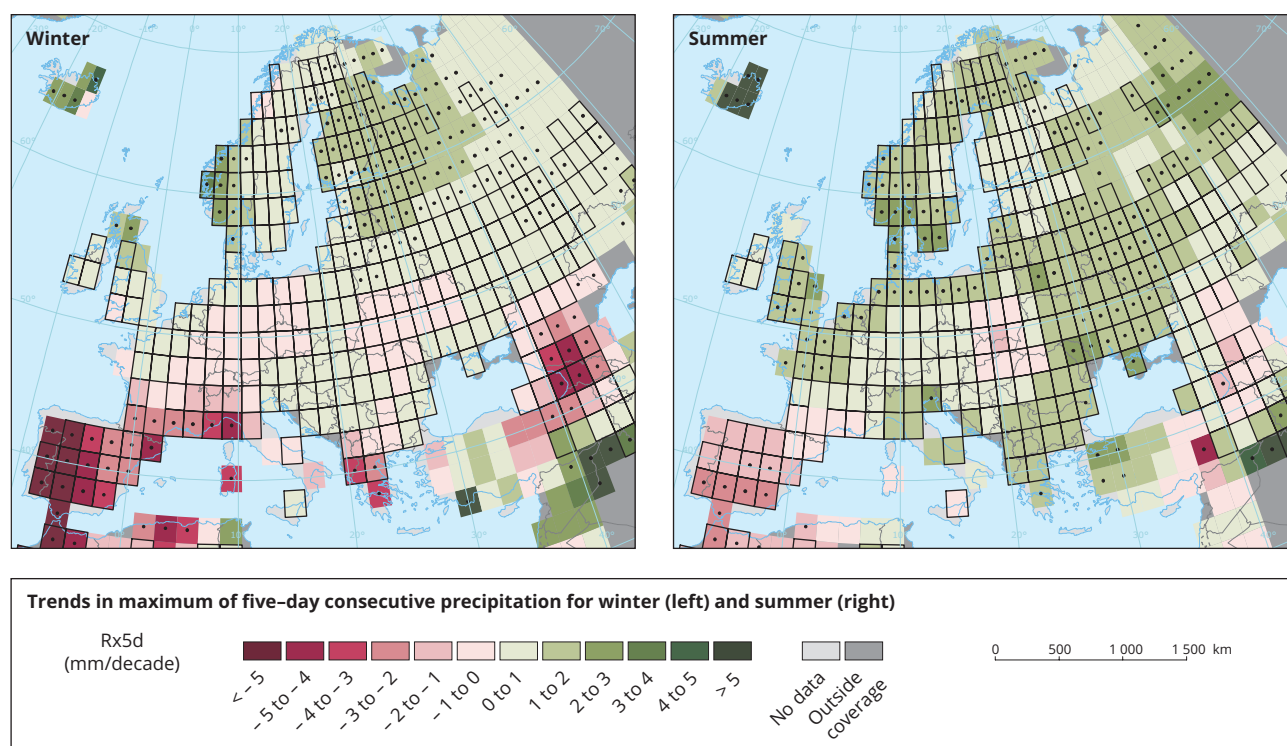 Winter
Summer
Trends in maximum of five–day consecutive precipitation for winter (left) and summer (right)
Rx5d
(mm/decade)
< – 5
– 5 to – 4
– 4 to – 3
– 3 to – 2
– 2 to – 1
– 1 to 0
0 to 1
1 to 2
2 to 3
3 to 4
4 to 5
> 5
No data
Outside
coverage
0 500 1 000 1 500 km